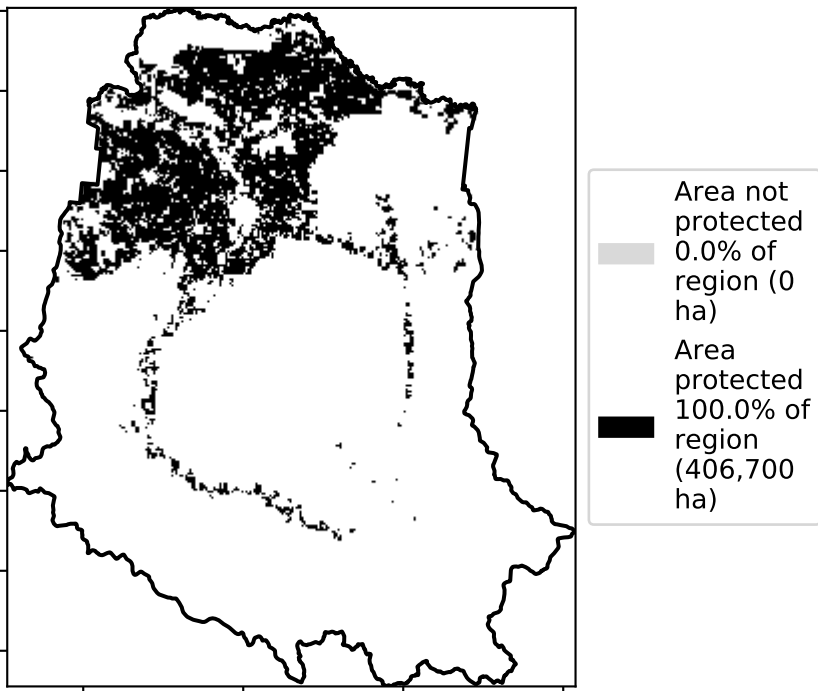 Area not
protected
0.0% of
region (0
ha)
Area
protected
100.0% of
region
(406,700
ha)